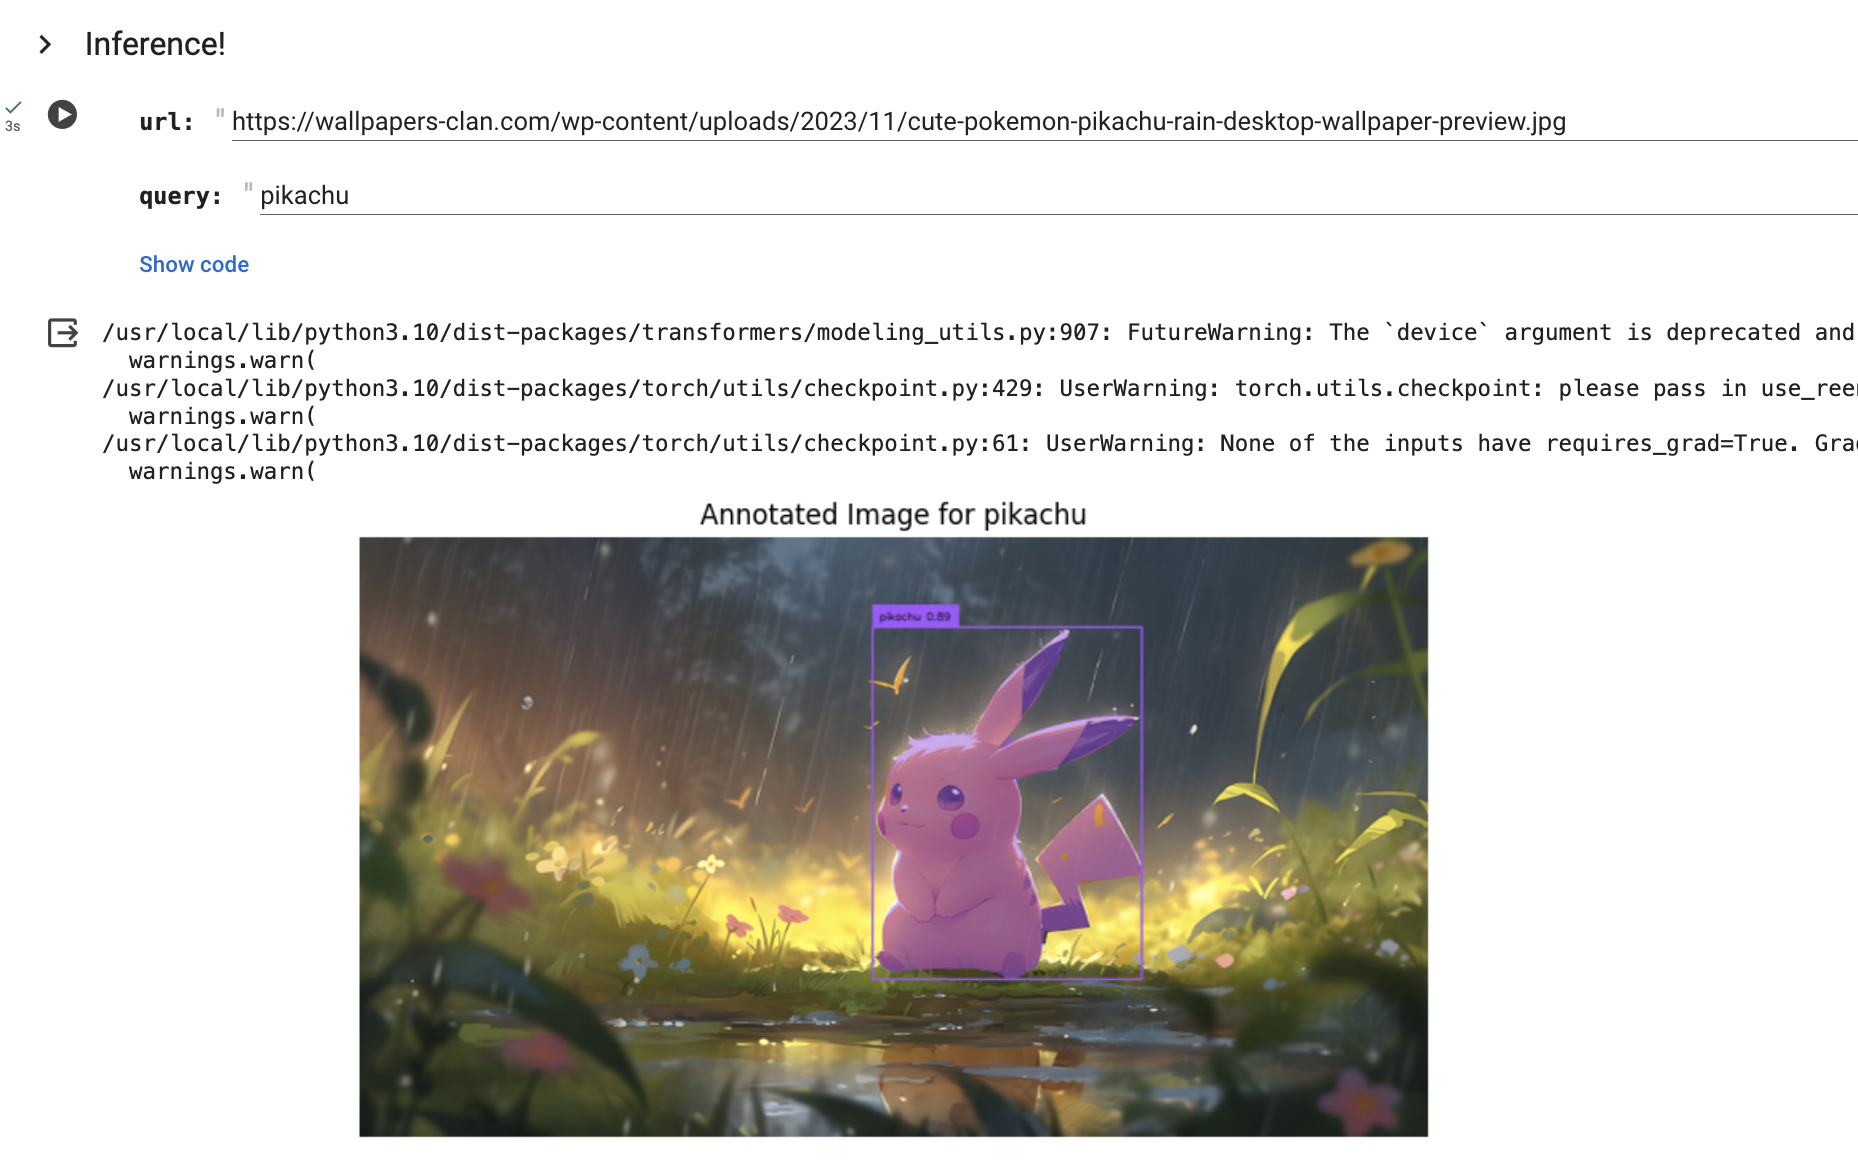 Inference!
3s
url: "https://wallpapers-clan.com/wp-content/uploads/2023/11/cute-pokemon-pikachu-rain-desktop-wallpaper-preview.jpg
query: "pikachu
Show code
/usr/local/lib/python3.10/dist-packages/transformers/modeling_utils.py:907: FutureWarning: The `device` argument is deprecated and
warnings.warn(
/usr/local/lib/python3.10/dist-packages/torch/utils/checkpoint.py:429: UserWarning: torch.utils.checkpoint: please pass in use_reen
warnings.warn(
/usr/local/lib/python3.10/dist-packages/torch/utils/checkpoint.py:61: UserWarning: None of the inputs have requires_grad=True. Grad
warnings.warn(
Annotated Image for pikachu
pikachu 0.89